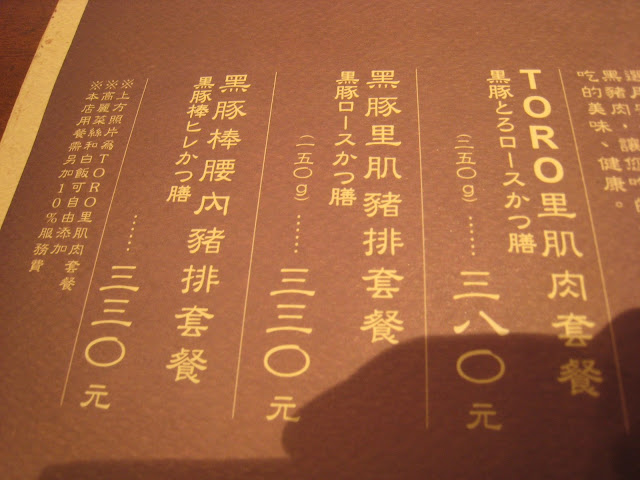 黑豬肉，讓您
吃的美味、健康。
TORO里肌肉套餐
黑豚とろロースかつ膳
(二五〇g)……三八〇元
黑豚里肌豬排套餐
黑豚ロースかつ膳
(一五〇g)……三三〇元
黑豚棒腰內豬排套餐
黑豚棒ヒレかつ膳
……三三〇元
※上方照片為TORO里肌肉套餐
※高麗菜絲和白飯可自由添加
※本店用餐需另加10%服務費